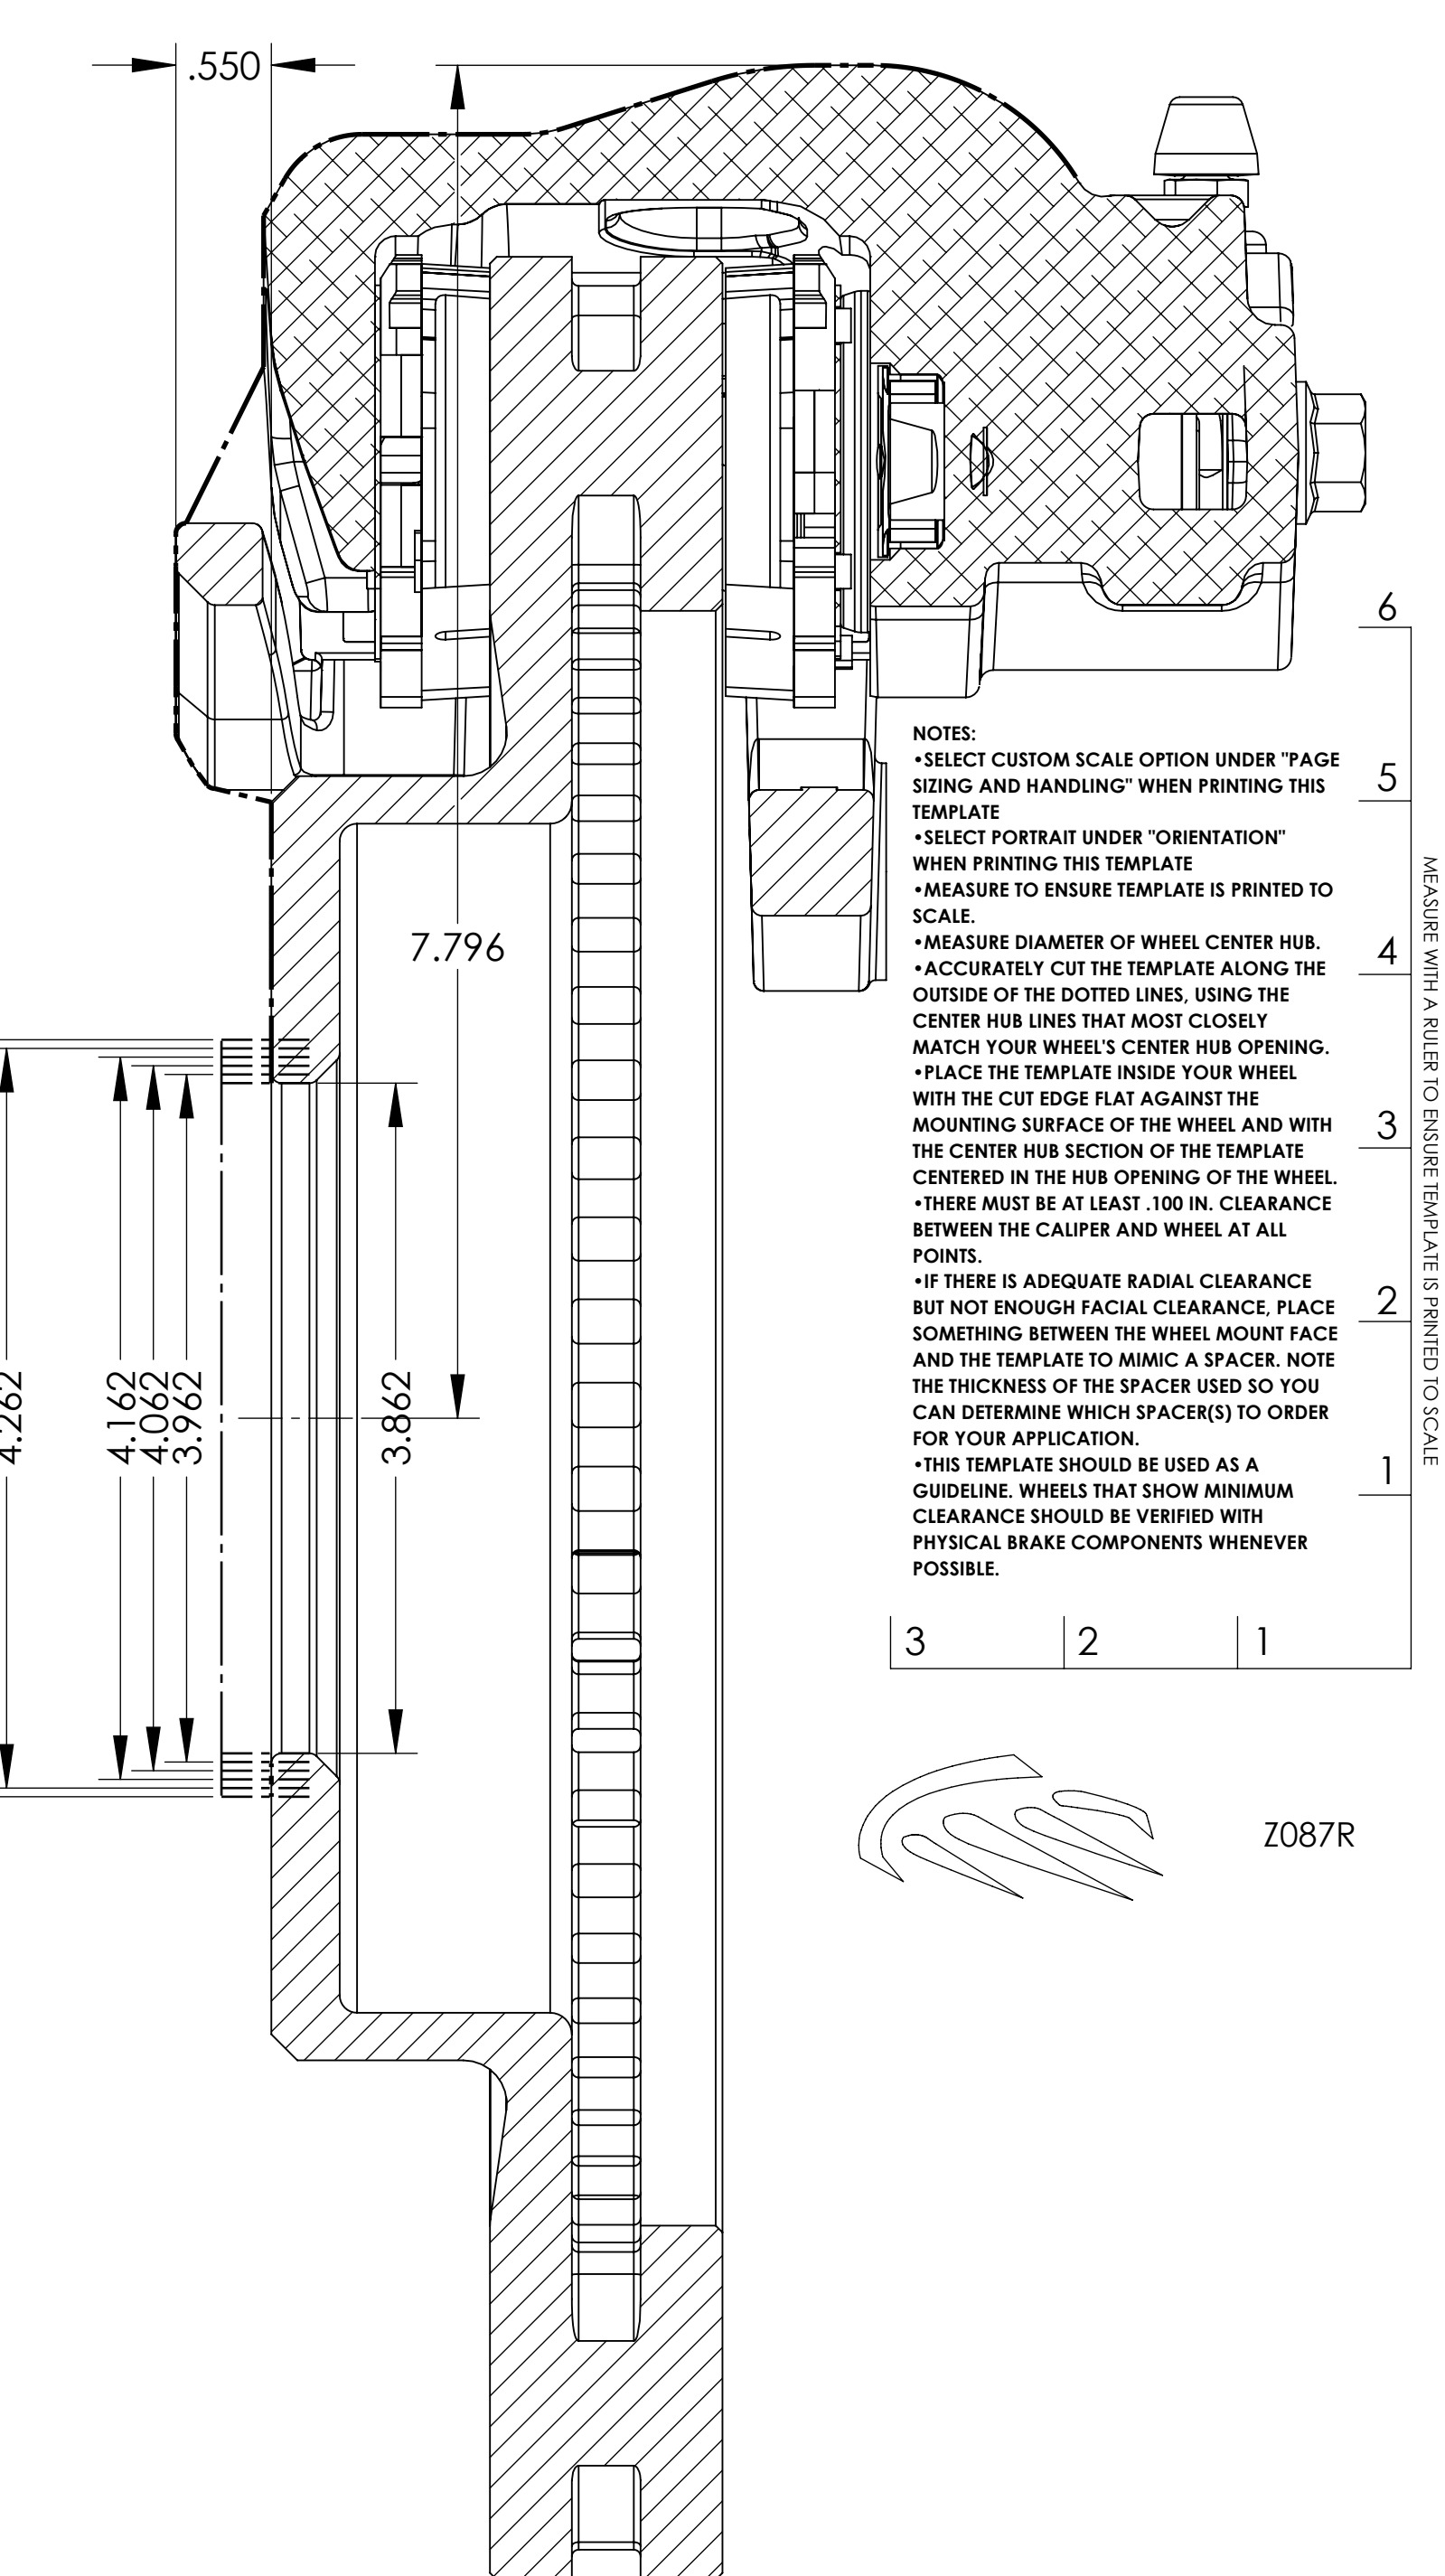 .550
7.796
4.262
4.162
4.062
3.962
3.862
NOTES:
•SELECT CUSTOM SCALE OPTION UNDER "PAGE
SIZING AND HANDLING" WHEN PRINTING THIS
TEMPLATE
•SELECT PORTRAIT UNDER "ORIENTATION"
WHEN PRINTING THIS TEMPLATE
•MEASURE TO ENSURE TEMPLATE IS PRINTED TO
SCALE.
•MEASURE DIAMETER OF WHEEL CENTER HUB.
•ACCURATELY CUT THE TEMPLATE ALONG THE
OUTSIDE OF THE DOTTED LINES, USING THE
CENTER HUB LINES THAT MOST CLOSELY
MATCH YOUR WHEEL'S CENTER HUB OPENING.
•PLACE THE TEMPLATE INSIDE YOUR WHEEL
WITH THE CUT EDGE FLAT AGAINST THE
MOUNTING SURFACE OF THE WHEEL AND WITH
THE CENTER HUB SECTION OF THE TEMPLATE
CENTERED IN THE HUB OPENING OF THE WHEEL.
•THERE MUST BE AT LEAST .100 IN. CLEARANCE
BETWEEN THE CALIPER AND WHEEL AT ALL
POINTS.
•IF THERE IS ADEQUATE RADIAL CLEARANCE
BUT NOT ENOUGH FACIAL CLEARANCE, PLACE
SOMETHING BETWEEN THE WHEEL MOUNT FACE
AND THE TEMPLATE TO MIMIC A SPACER. NOTE
THE THICKNESS OF THE SPACER USED SO YOU
CAN DETERMINE WHICH SPACER(S) TO ORDER
FOR YOUR APPLICATION.
•THIS TEMPLATE SHOULD BE USED AS A
GUIDELINE. WHEELS THAT SHOW MINIMUM
CLEARANCE SHOULD BE VERIFIED WITH
PHYSICAL BRAKE COMPONENTS WHENEVER
POSSIBLE.
6
5
4
3
2
1
MEASURE WITH A RULER TO ENSURE TEMPLATE IS PRINTED TO SCALE
3 2 1
Z087R